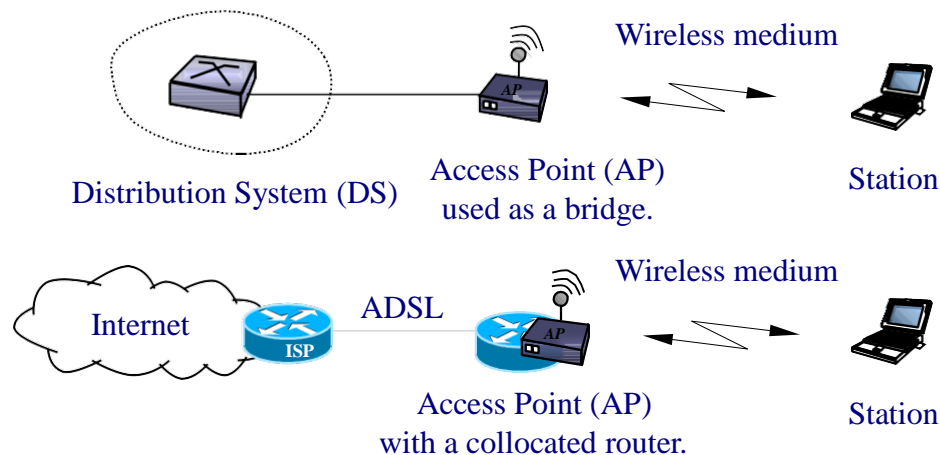 Wireless medium
AP
Distribution System (DS)
Access Point (AP)
used as a bridge.
Station
Wireless medium
Internet
ISP
ADSL
AP
Access Point (AP)
with a collocated router.
Station